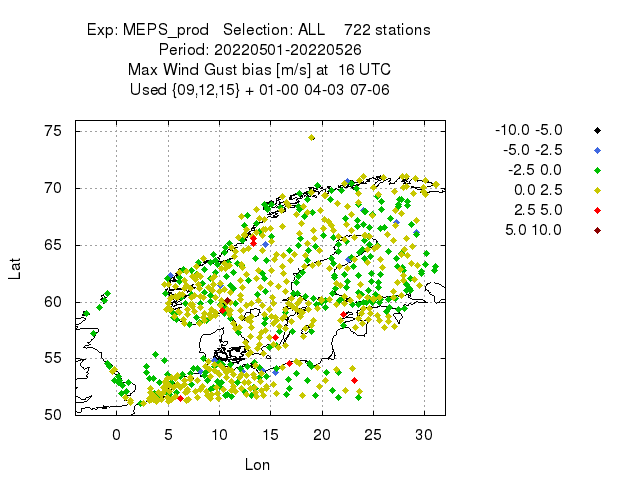 Exp: MEPS_prod   Selection: ALL    722 stations
Period: 20220501-20220526
Max Wind Gust bias [m/s] at  16 UTC
Used {09,12,15} + 01-00 04-03 07-06
-10.0 -5.0
-5.0 -2.5
-2.5 0.0
0.0 2.5
2.5 5.0
5.0 10.0
Lat
75
70
65
60
55
50
0 5 10 15 20 25 30
Lon